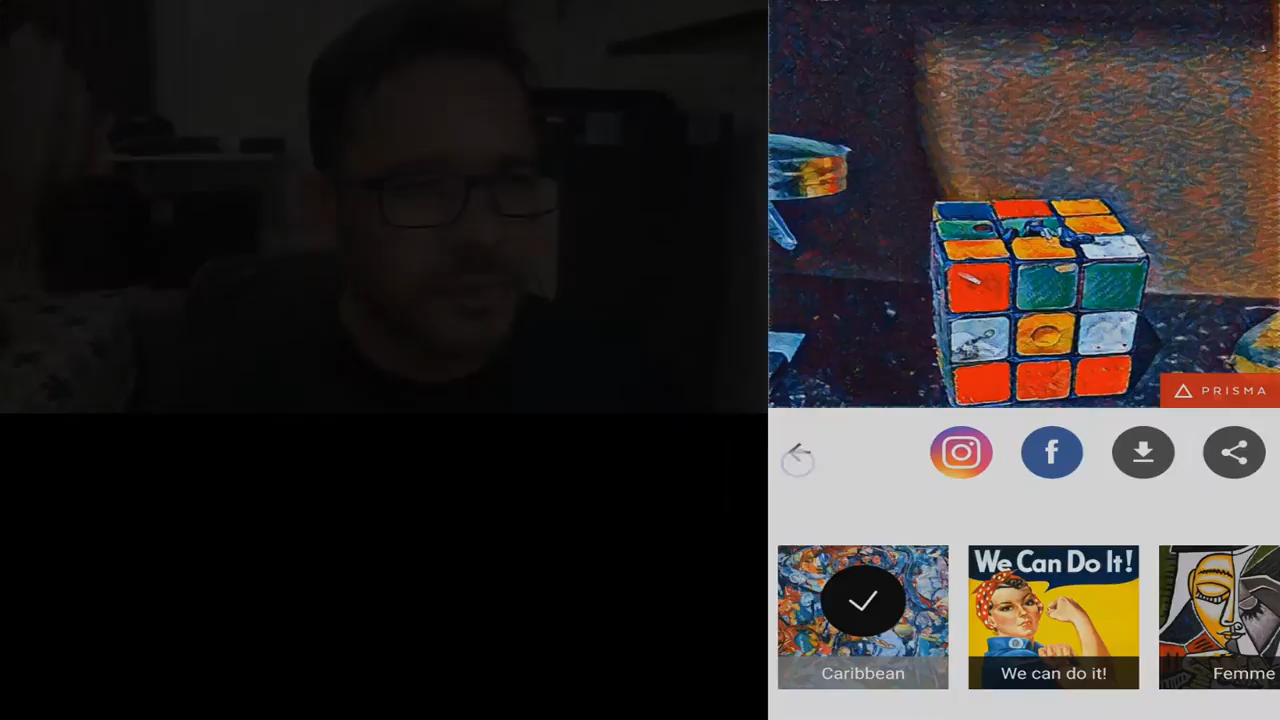 PRISMA
f
We Can Do It!
Caribbean
We can do it!
Femme